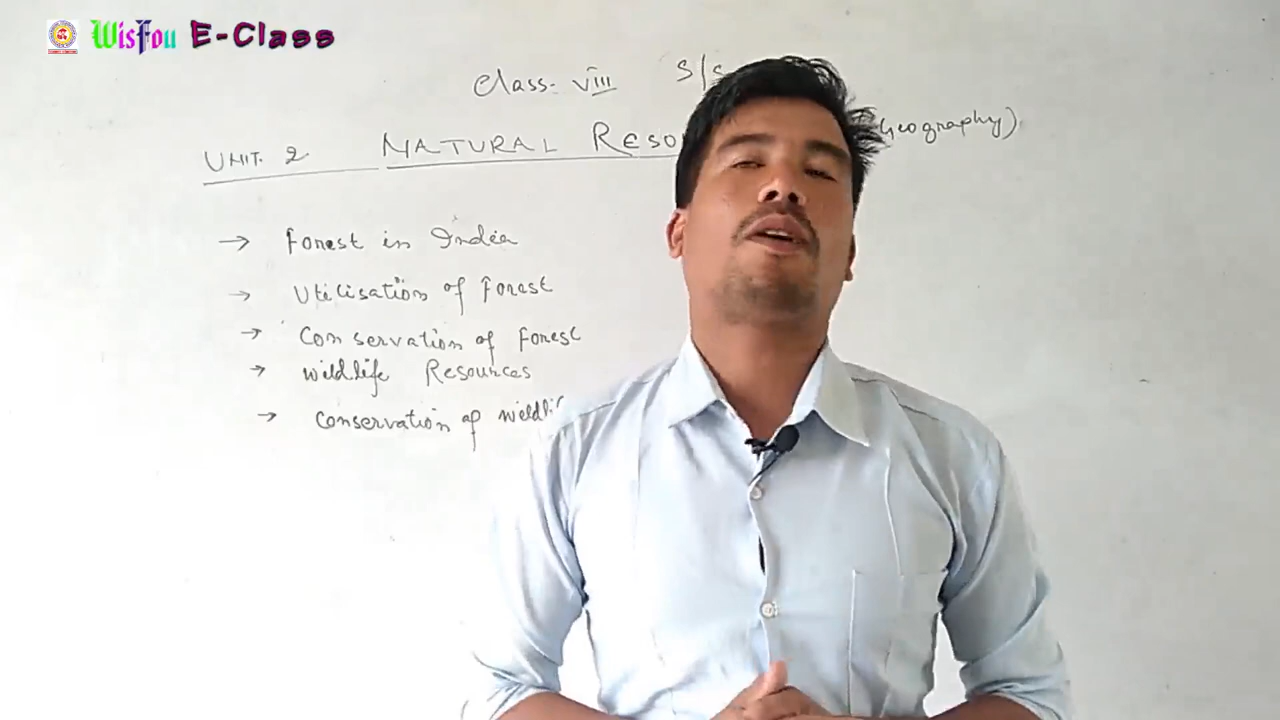 WisFou E-Class
Class- VIII S/S
UNIT. 2 NATURAL RESO Geography)
→ Forest in India
→ Utilisation of Forest
→ Conservation of Forest
→ Wildlife Resources
→ Conservation of Wildli